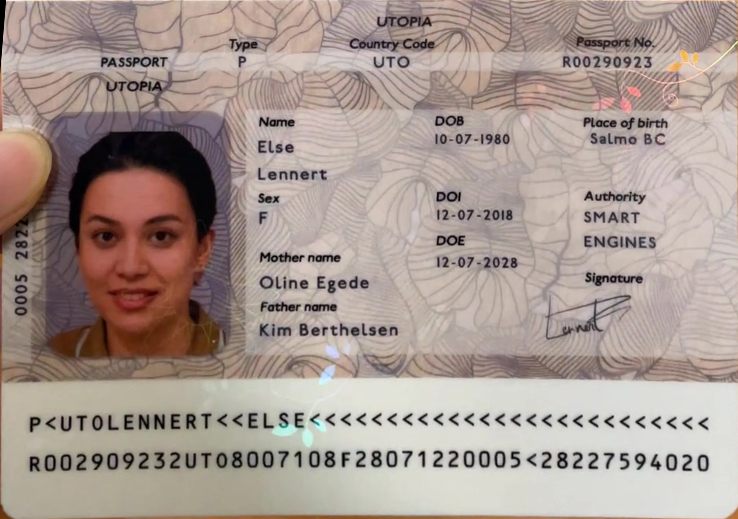 UTOPIA
Type
Country Code
Passport No.
PASSPORT
P
UTO
R00290923
UTOPIA
Name
DOB
Place of birth
Else
10-07-1980
Salmo BC
Lennert
Sex
DOI
Authority
F
12-07-2018
SMART
DOE
ENGINES
Mother name
12-07-2028
Oline Egede
Signature
Father name
Kim Berthelsen
Lennert
0005 2822
P<UTOLENNERT<<ELSE<<<<<<<<<<<<<<<<<<<<<<<<<<
R002909232UTO8007108F28071220005<28227594020